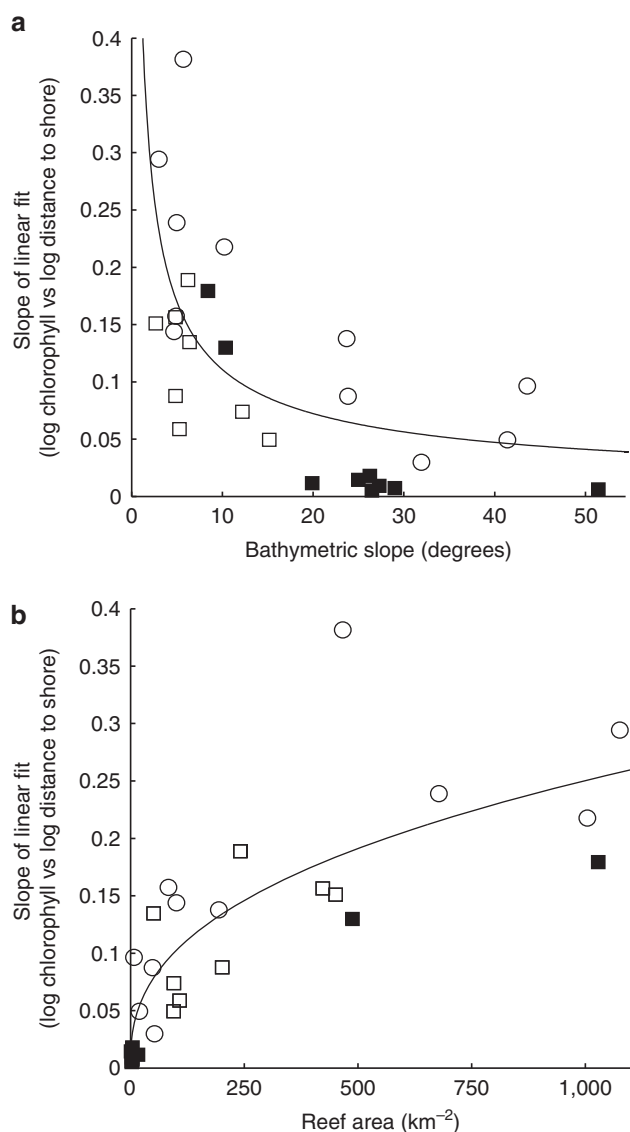 a
0.4
0.35
0.3
0.25
0.2
0.15
0.1
0.05
0
Slope of linear fit
(log chlorophyll vs log distance to shore)
0 10 20 30 40 50
Bathymetric slope (degrees)
b
0.4
0.35
0.3
0.25
0.2
0.15
0.1
0.05
0
Slope of linear fit
(log chlorophyll vs log distance to shore)
0 250 500 750 1,000
Reef area (km⁻²)